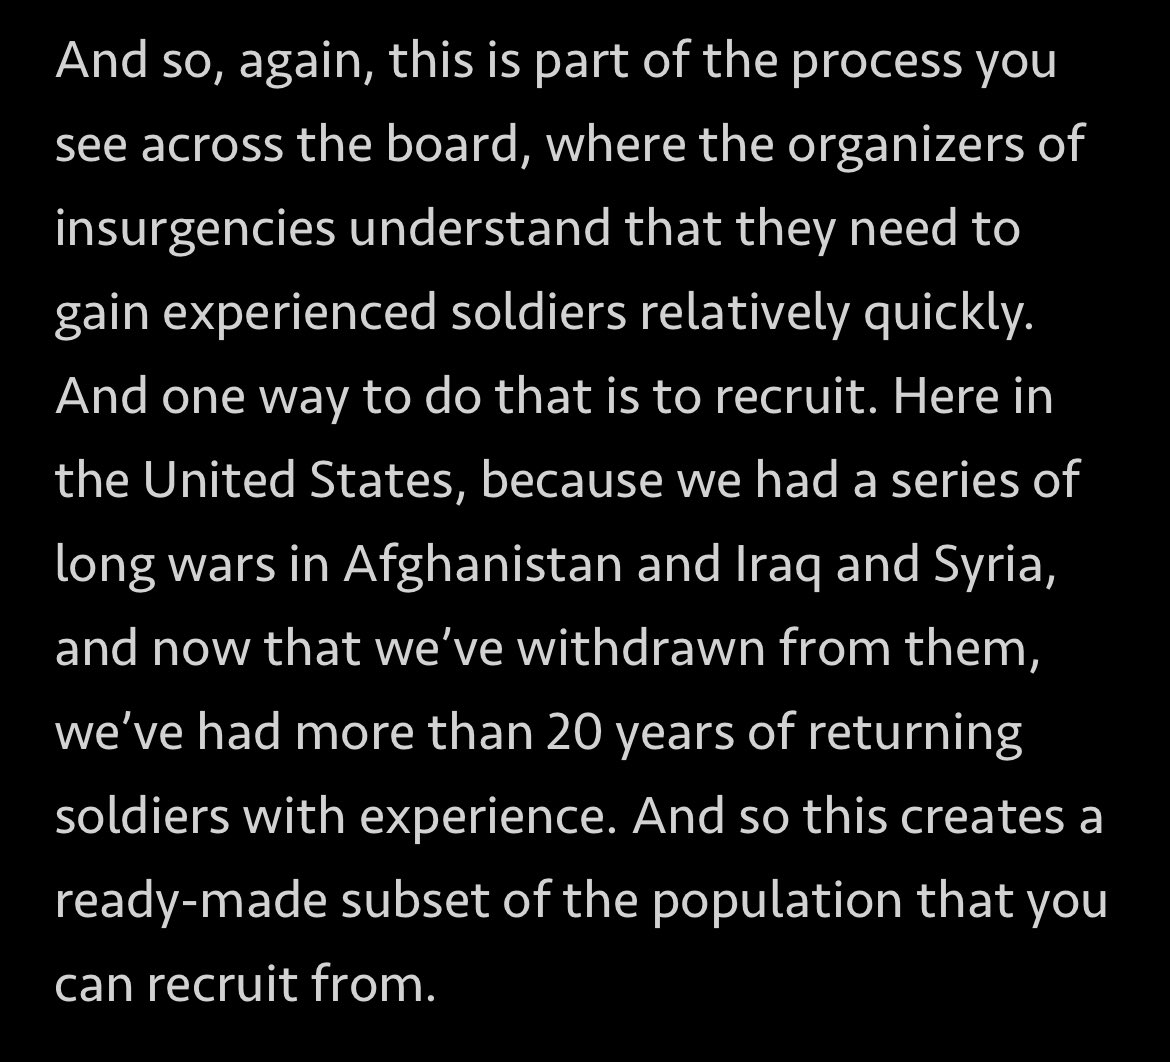 And so, again, this is part of the process you
see across the board, where the organizers of
insurgencies understand that they need to
gain experienced soldiers relatively quickly.
And one way to do that is to recruit. Here in
the United States, because we had a series of
long wars in Afghanistan and Iraq and Syria,
and now that we’ve withdrawn from them,
we’ve had more than 20 years of returning
soldiers with experience. And so this creates a
ready-made subset of the population that you
can recruit from.